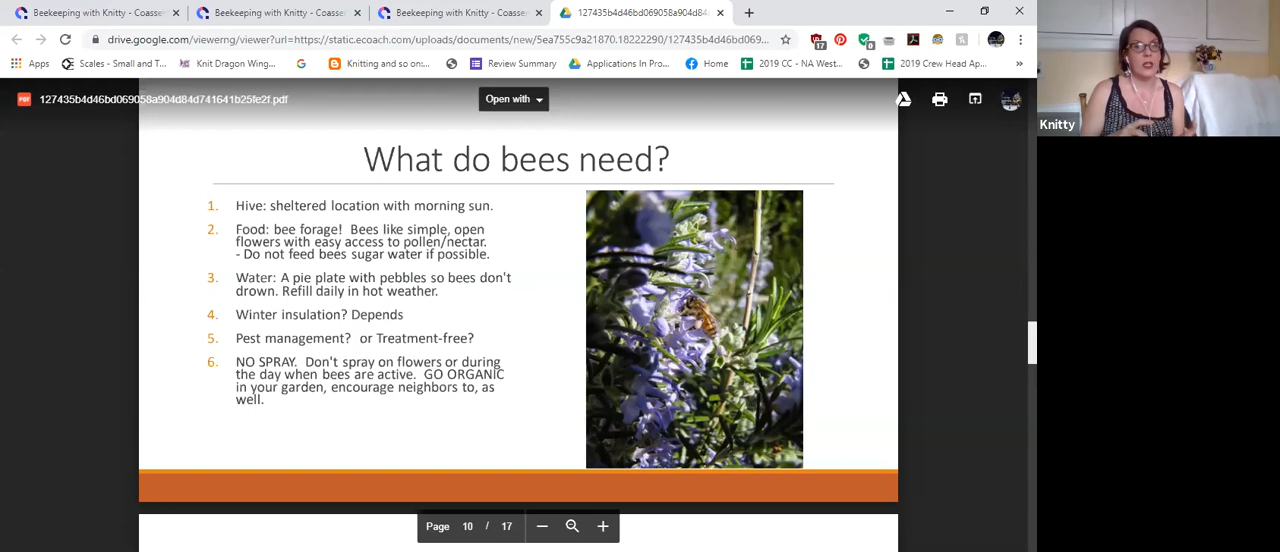 Beekeeping with Knitty - Coasser
Beekeeping with Knitty - Coasser
Beekeeping with Knitty - Coasser
127435b4d46bd069058a904d84
drive.google.com/viewerng/viewer?url=https://static.ecoach.com/uploads/documents/new/5ea755c9a21870.18222290/127435b4d46bd069...
17
0
Apps
Scales - Small and T...
Knit Dragon Wing...
Knitting and so on:...
Review Summary
Applications In Pro...
Home
2019 CC - NA West...
2019 Crew Head Ap...
»
PDF
127435b4d46bd069058a904d84d741641b25fe2f.pdf
Open with
Knitty
What do bees need?
1. Hive: sheltered location with morning sun.
2. Food: bee forage! Bees like simple, open
flowers with easy access to pollen/nectar.
- Do not feed bees sugar water if possible.
3. Water: A pie plate with pebbles so bees don't
drown. Refill daily in hot weather.
4. Winter insulation? Depends
5. Pest management? or Treatment-free?
6. NO SPRAY. Don't spray on flowers or during
the day when bees are active. GO ORGANIC
in your garden, encourage neighbors to, as
well.
Page 10 / 17